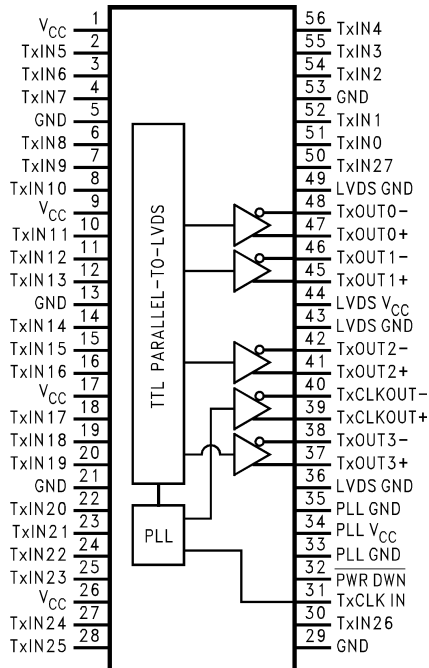 VCC 1
TxIN5 2
TxIN6 3
TxIN7 4
GND 5
TxIN8 6
TxIN9 7
TxIN10 8
VCC 9
TxIN11 10
TxIN12 11
TxIN13 12
GND 13
TxIN14 14
TxIN15 15
TxIN16 16
VCC 17
TxIN17 18
TxIN18 19
TxIN19 20
GND 21
TxIN20 22
TxIN21 23
TxIN22 24
TxIN23 25
VCC 26
TxIN24 27
TxIN25 28
TTL PARALLEL-TO-LVDS
PLL
56 TxIN4
55 TxIN3
54 TxIN2
53 GND
52 TxIN1
51 TxIN0
50 TxIN27
49 LVDS GND
48 TxOUT0-
47 TxOUT0+
46 TxOUT1-
45 TxOUT1+
44 LVDS VCC
43 LVDS GND
42 TxOUT2-
41 TxOUT2+
40 TxCLKOUT-
39 TxCLKOUT+
38 TxOUT3-
37 TxOUT3+
36 LVDS GND
35 PLL GND
34 PLL VCC
33 PLL GND
32 PWR DWN
31 TxCLK IN
30 TxIN26
29 GND